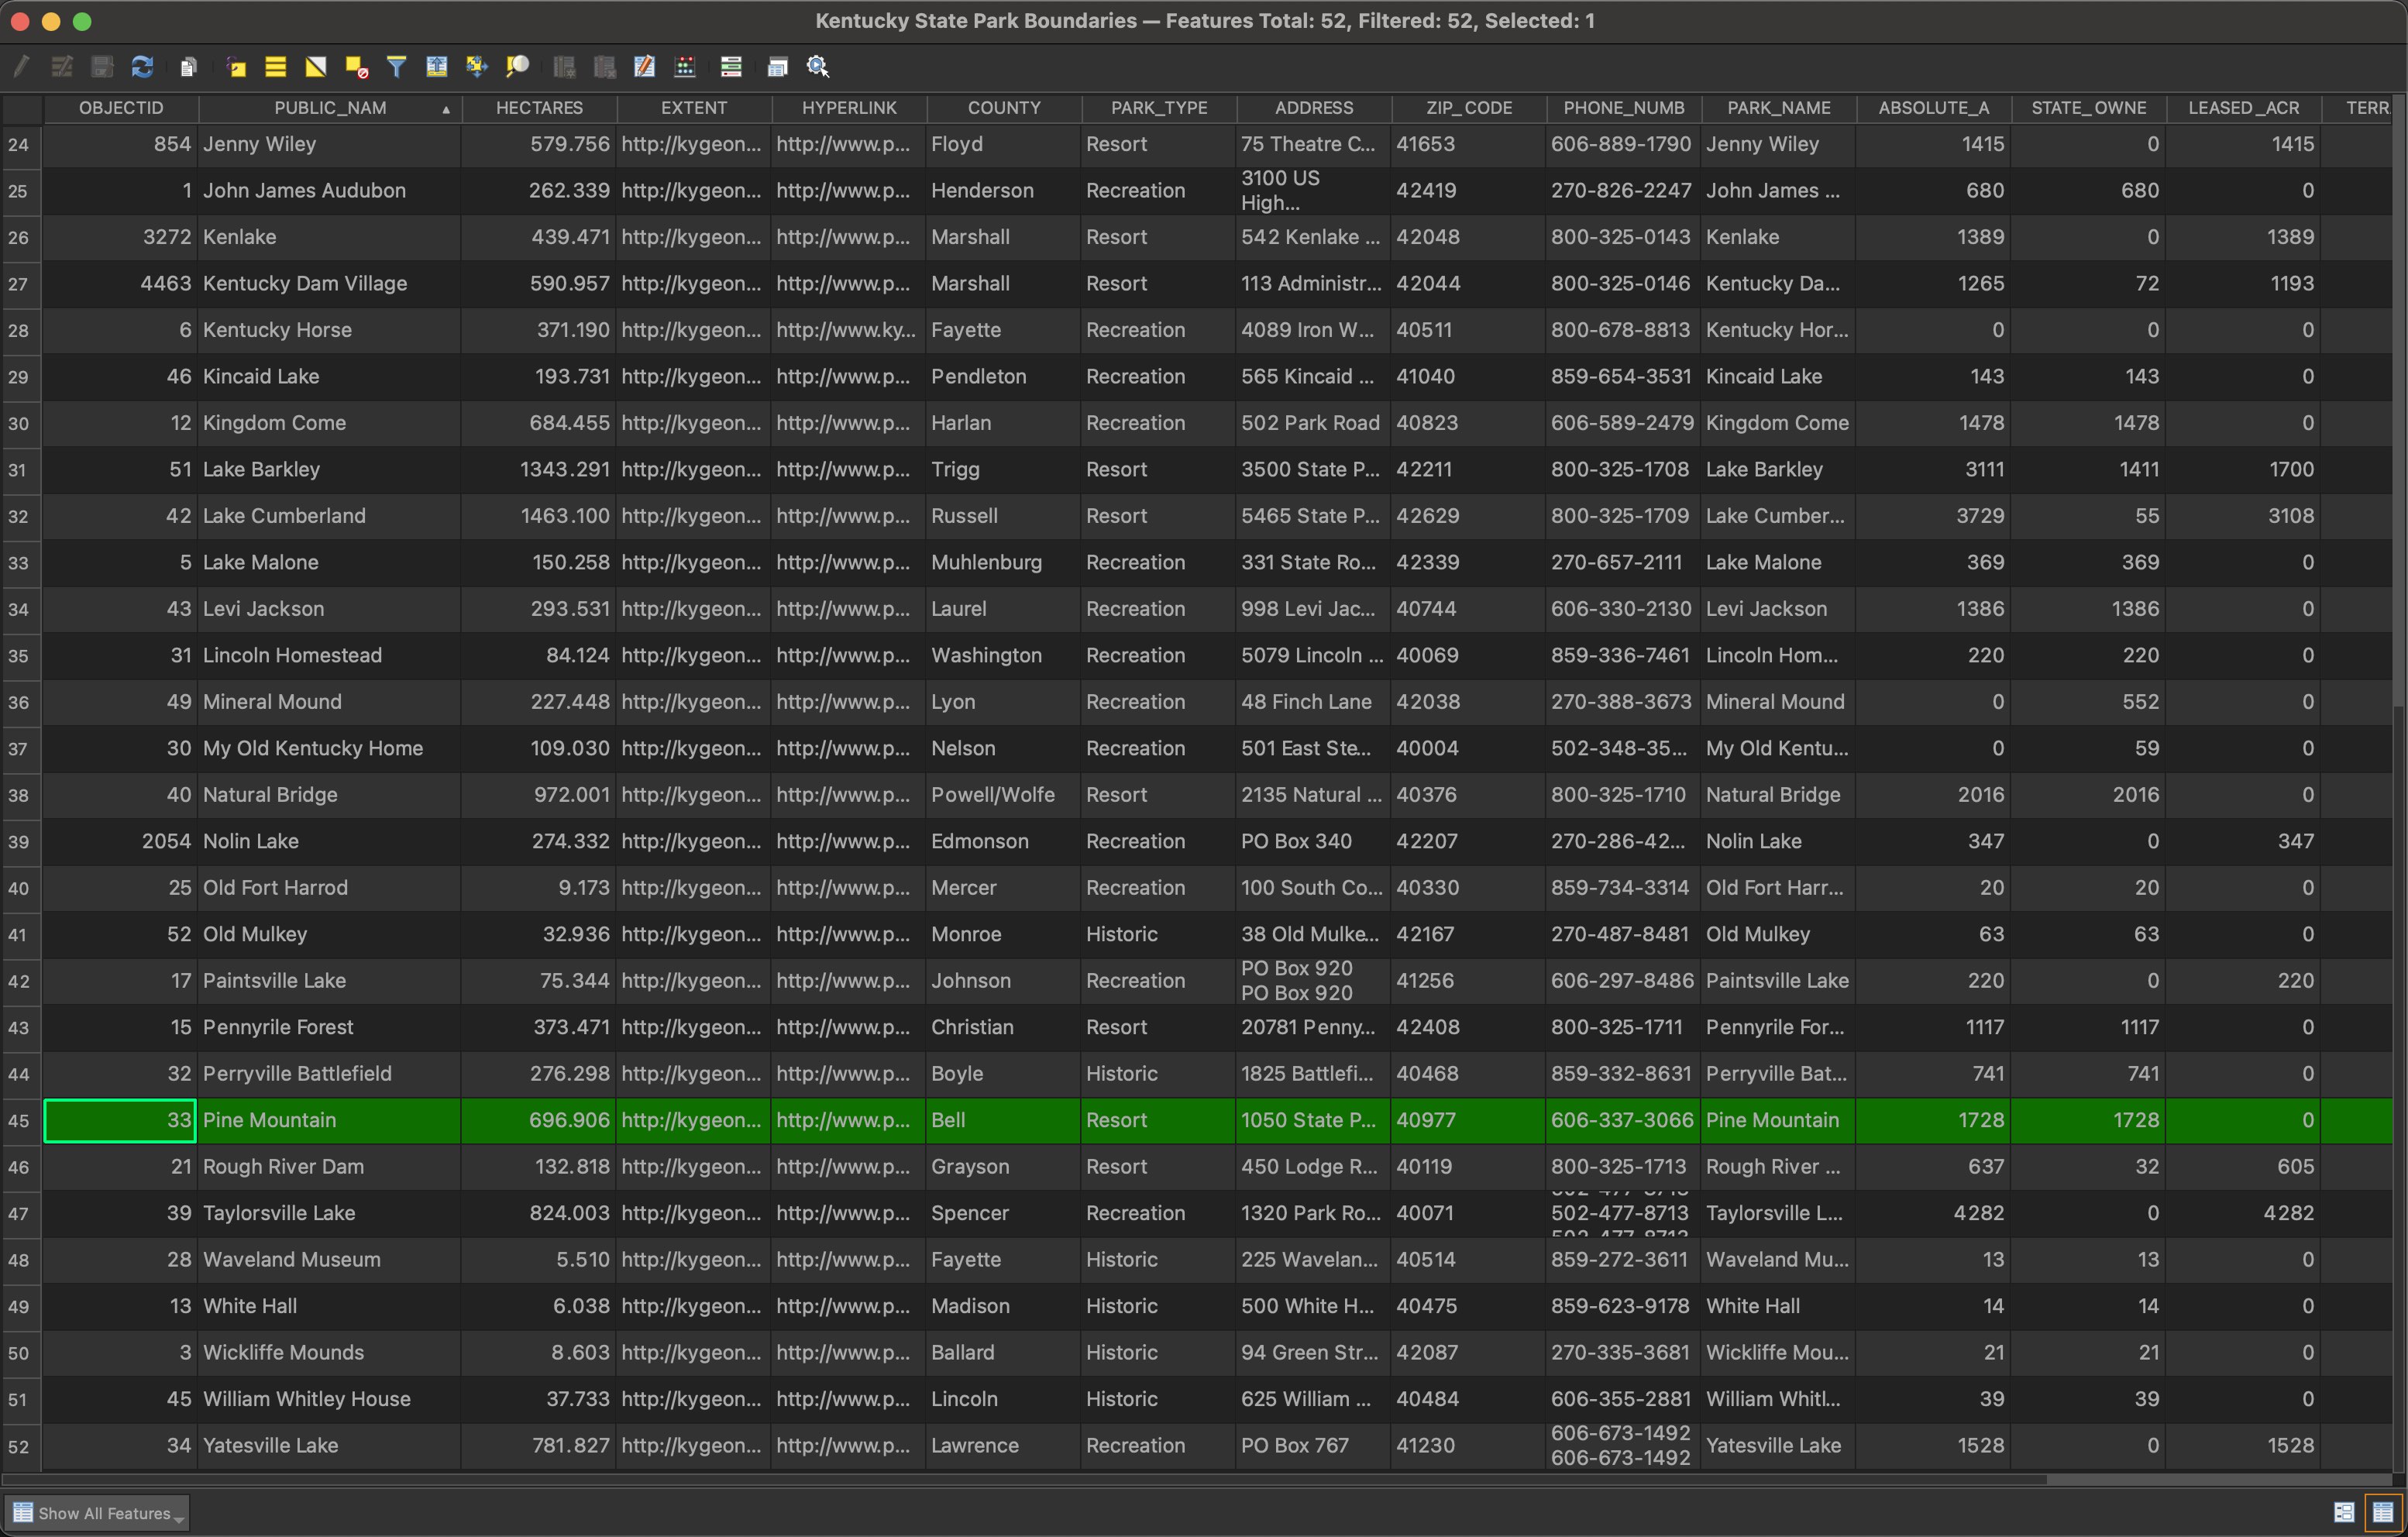 Kentucky State Park Boundaries — Features Total: 52, Filtered: 52, Selected: 1
OBJECTID PUBLIC_NAM HECTARES EXTENT HYPERLINK COUNTY PARK_TYPE ADDRESS ZIP_CODE PHONE_NUMB PARK_NAME ABSOLUTE_A STATE_OWNE LEASED_ACR TERR
24 854 Jenny Wiley 579.756 http://kygeon... http://www.p... Floyd Resort 75 Theatre C... 41653 606-889-1790 Jenny Wiley 1415 0 1415
25 1 John James Audubon 262.339 http://kygeon... http://www.p... Henderson Recreation 3100 US High... 42419 270-826-2247 John James ... 680 680 0
26 3272 Kenlake 439.471 http://kygeon... http://www.p... Marshall Resort 542 Kenlake ... 42048 800-325-0143 Kenlake 1389 0 1389
27 4463 Kentucky Dam Village 590.957 http://kygeon... http://www.p... Marshall Resort 113 Administr... 42044 800-325-0146 Kentucky Da... 1265 72 1193
28 6 Kentucky Horse 371.190 http://kygeon... http://www.ky... Fayette Recreation 4089 Iron W... 40511 800-678-8813 Kentucky Hor... 0 0 0
29 46 Kincaid Lake 193.731 http://kygeon... http://www.p... Pendleton Recreation 565 Kincaid ... 41040 859-654-3531 Kincaid Lake 143 143 0
30 12 Kingdom Come 684.455 http://kygeon... http://www.p... Harlan Recreation 502 Park Road 40823 606-589-2479 Kingdom Come 1478 1478 0
31 51 Lake Barkley 1343.291 http://kygeon... http://www.p... Trigg Resort 3500 State P... 42211 800-325-1708 Lake Barkley 3111 1411 1700
32 42 Lake Cumberland 1463.100 http://kygeon... http://www.p... Russell Resort 5465 State P... 42629 800-325-1709 Lake Cumber... 3729 55 3108
33 5 Lake Malone 150.258 http://kygeon... http://www.p... Muhlenburg Recreation 331 State Ro... 42339 270-657-2111 Lake Malone 369 369 0
34 43 Levi Jackson 293.531 http://kygeon... http://www.p... Laurel Recreation 998 Levi Jac... 40744 606-330-2130 Levi Jackson 1386 1386 0
35 31 Lincoln Homestead 84.124 http://kygeon... http://www.p... Washington Recreation 5079 Lincoln ... 40069 859-336-7461 Lincoln Hom... 220 220 0
36 49 Mineral Mound 227.448 http://kygeon... http://www.p... Lyon Recreation 48 Finch Lane 42038 270-388-3673 Mineral Mound 0 552 0
37 30 My Old Kentucky Home 109.030 http://kygeon... http://www.p... Nelson Recreation 501 East Ste... 40004 502-348-35... My Old Kentu... 0 59 0
38 40 Natural Bridge 972.001 http://kygeon... http://www.p... Powell/Wolfe Resort 2135 Natural ... 40376 800-325-1710 Natural Bridge 2016 2016 0
39 2054 Nolin Lake 274.332 http://kygeon... http://www.p... Edmonson Recreation PO Box 340 42207 270-286-42... Nolin Lake 347 0 347
40 25 Old Fort Harrod 9.173 http://kygeon... http://www.p... Mercer Recreation 100 South Co... 40330 859-734-3314 Old Fort Harr... 20 20 0
41 52 Old Mulkey 32.936 http://kygeon... http://www.p... Monroe Historic 38 Old Mulke... 42167 270-487-8481 Old Mulkey 63 63 0
42 17 Paintsville Lake 75.344 http://kygeon... http://www.p... Johnson Recreation PO Box 920 PO Box 920 41256 606-297-8486 Paintsville Lake 220 0 220
43 15 Pennyrile Forest 373.471 http://kygeon... http://www.p... Christian Resort 20781 Penny... 42408 800-325-1711 Pennyrile For... 1117 1117 0
44 32 Perryville Battlefield 276.298 http://kygeon... http://www.p... Boyle Historic 1825 Battlefi... 40468 859-332-8631 Perryville Bat... 741 741 0
45 33 Pine Mountain 696.906 http://kygeon... http://www.p... Bell Resort 1050 State P... 40977 606-337-3066 Pine Mountain 1728 1728 0
46 21 Rough River Dam 132.818 http://kygeon... http://www.p... Grayson Resort 450 Lodge R... 40119 800-325-1713 Rough River ... 637 32 605
47 39 Taylorsville Lake 824.003 http://kygeon... http://www.p... Spencer Recreation 1320 Park Ro... 40071 502-477-8713 Taylorsville L... 4282 0 4282
48 28 Waveland Museum 5.510 http://kygeon... http://www.p... Fayette Historic 225 Wavelan... 40514 859-272-3611 Waveland Mu... 13 13 0
49 13 White Hall 6.038 http://kygeon... http://www.p... Madison Historic 500 White H... 40475 859-623-9178 White Hall 14 14 0
50 3 Wickliffe Mounds 8.603 http://kygeon... http://www.p... Ballard Historic 94 Green Str... 42087 270-335-3681 Wickliffe Mou... 21 21 0
51 45 William Whitley House 37.733 http://kygeon... http://www.p... Lincoln Historic 625 William ... 40484 606-355-2881 William Whitl... 39 39 0
52 34 Yatesville Lake 781.827 http://kygeon... http://www.p... Lawrence Recreation PO Box 767 41230 606-673-1492 606-673-1492 Yatesville Lake 1528 0 1528
Show All Features